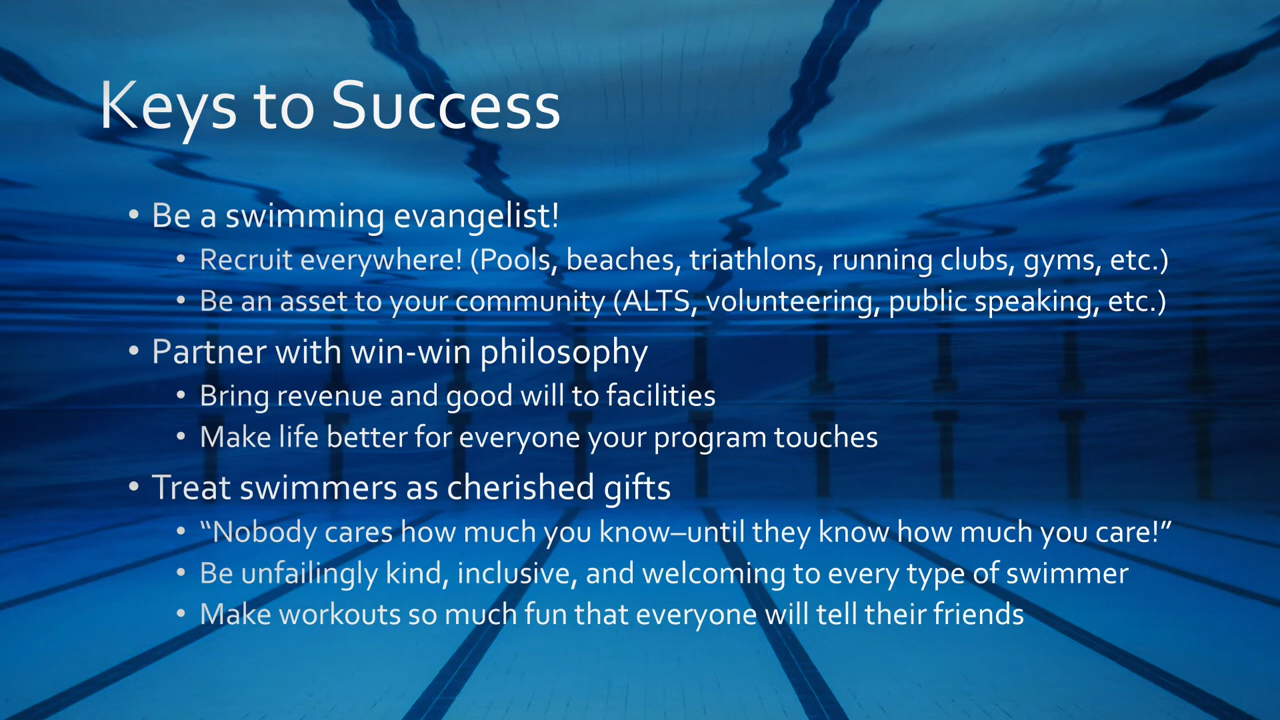 Keys to Success
• Be a swimming evangelist!
• Recruit everywhere! (Pools, beaches, triathlons, running clubs, gyms, etc.)
• Be an asset to your community (ALTS, volunteering, public speaking, etc.)
• Partner with win-win philosophy
• Bring revenue and good will to facilities
• Make life better for everyone your program touches
• Treat swimmers as cherished gifts
• “Nobody cares how much you know–until they know how much you care!”
• Be unfailingly kind, inclusive, and welcoming to every type of swimmer
• Make workouts so much fun that everyone will tell their friends